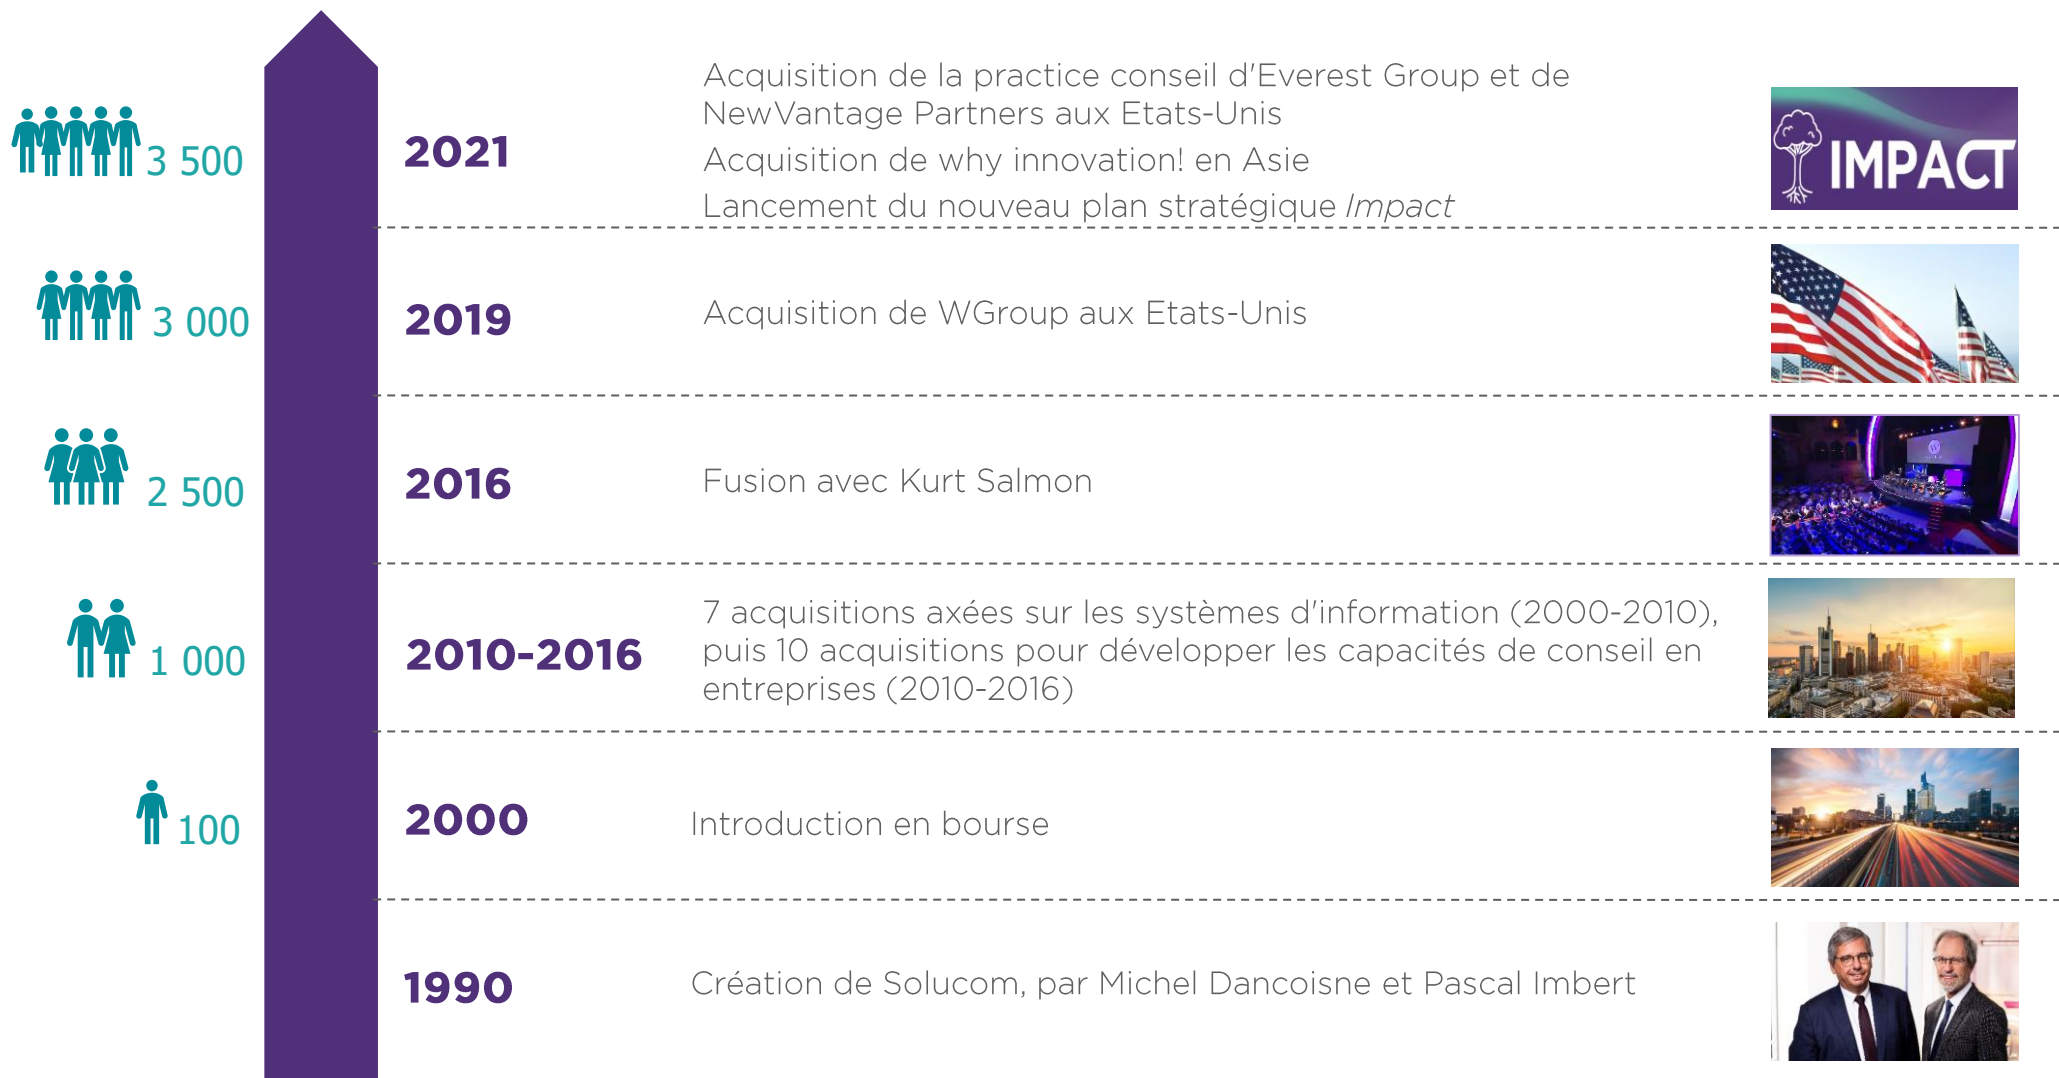 3 500
2021
Acquisition de la practice conseil d'Everest Group et de
NewVantage Partners aux Etats-Unis
Acquisition de why innovation! en Asie
Lancement du nouveau plan stratégique Impact
IMPACT
3 000
2019
Acquisition de WGroup aux Etats-Unis
2 500
2016
Fusion avec Kurt Salmon
1 000
2010-2016
7 acquisitions axées sur les systèmes d'information (2000-2010),
puis 10 acquisitions pour développer les capacités de conseil en
entreprises (2010-2016)
100
2000
Introduction en bourse
1990
Création de Solucom, par Michel Dancoisne et Pascal Imbert